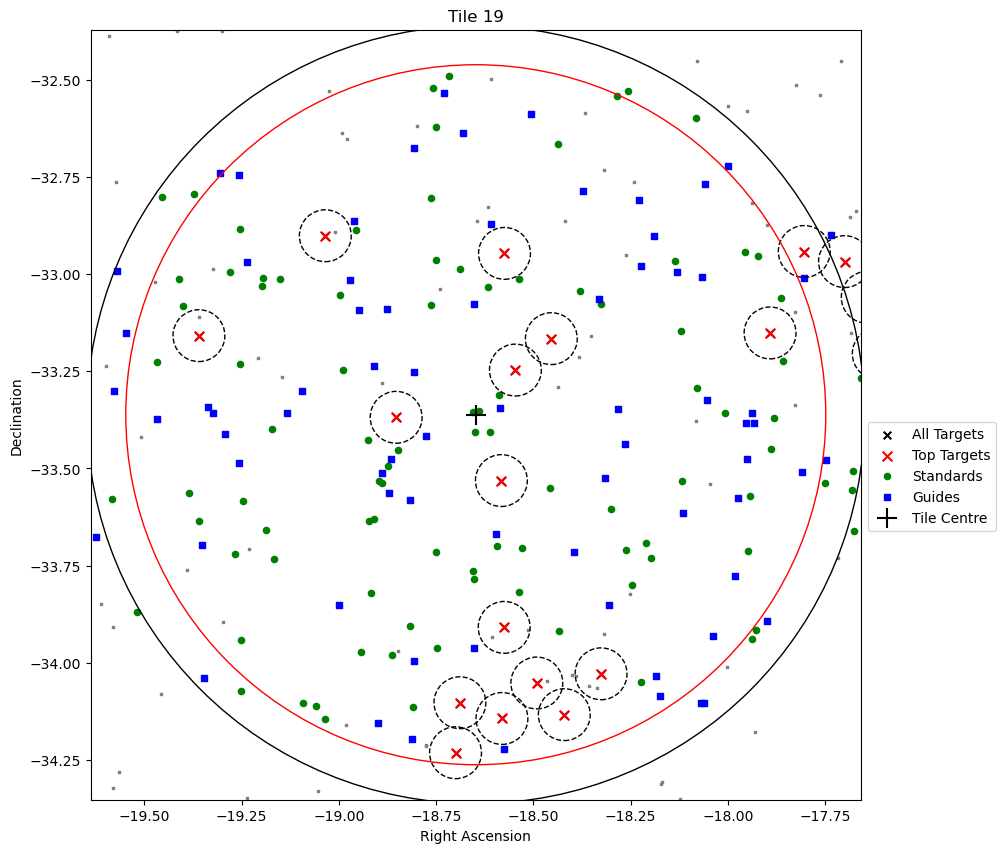 Tile 19
−32.50
−32.75
−33.00
−33.25
−33.50
−33.75
−34.00
−34.25
Declination
−19.50
−19.25
−19.00
−18.75
−18.50
−18.25
−18.00
−17.75
Right Ascension
All Targets
Top Targets
Standards
Guides
Tile Centre